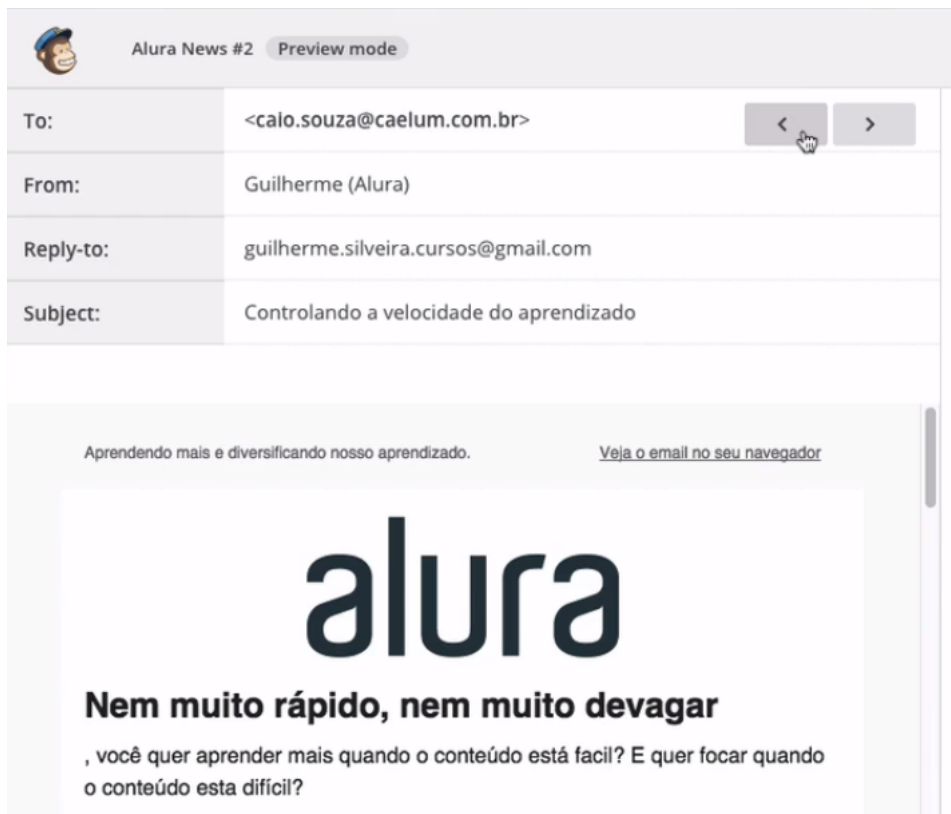 Alura News #2 Preview mode
To: <caio.souza@caelum.com.br>
From: Guilherme (Alura)
Reply-to: guilherme.silveira.cursos@gmail.com
Subject: Controlando a velocidade do aprendizado
Aprendendo mais e diversificando nosso aprendizado. Veja o email no seu navegador
alura
Nem muito rápido, nem muito devagar
, você quer aprender mais quando o conteúdo está facil? E quer focar quando
o conteúdo esta difícil?